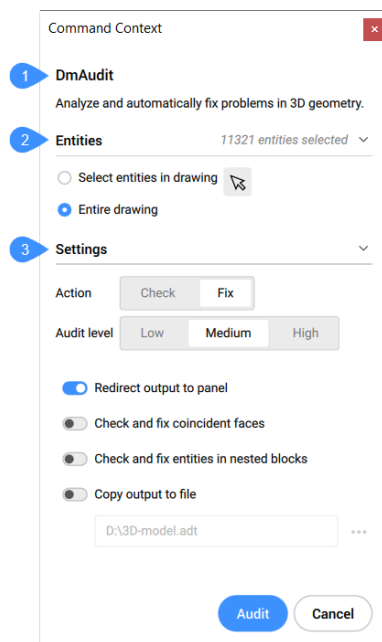 Command Context
×
1 DmAudit
Analyze and automatically fix problems in 3D geometry.
2 Entities 11321 entities selected
Select entities in drawing
Entire drawing
3 Settings
Action Check Fix
Audit level Low Medium High
Redirect output to panel
Check and fix coincident faces
Check and fix entities in nested blocks
Copy output to file
D:\3D-model.adt ...
Audit Cancel